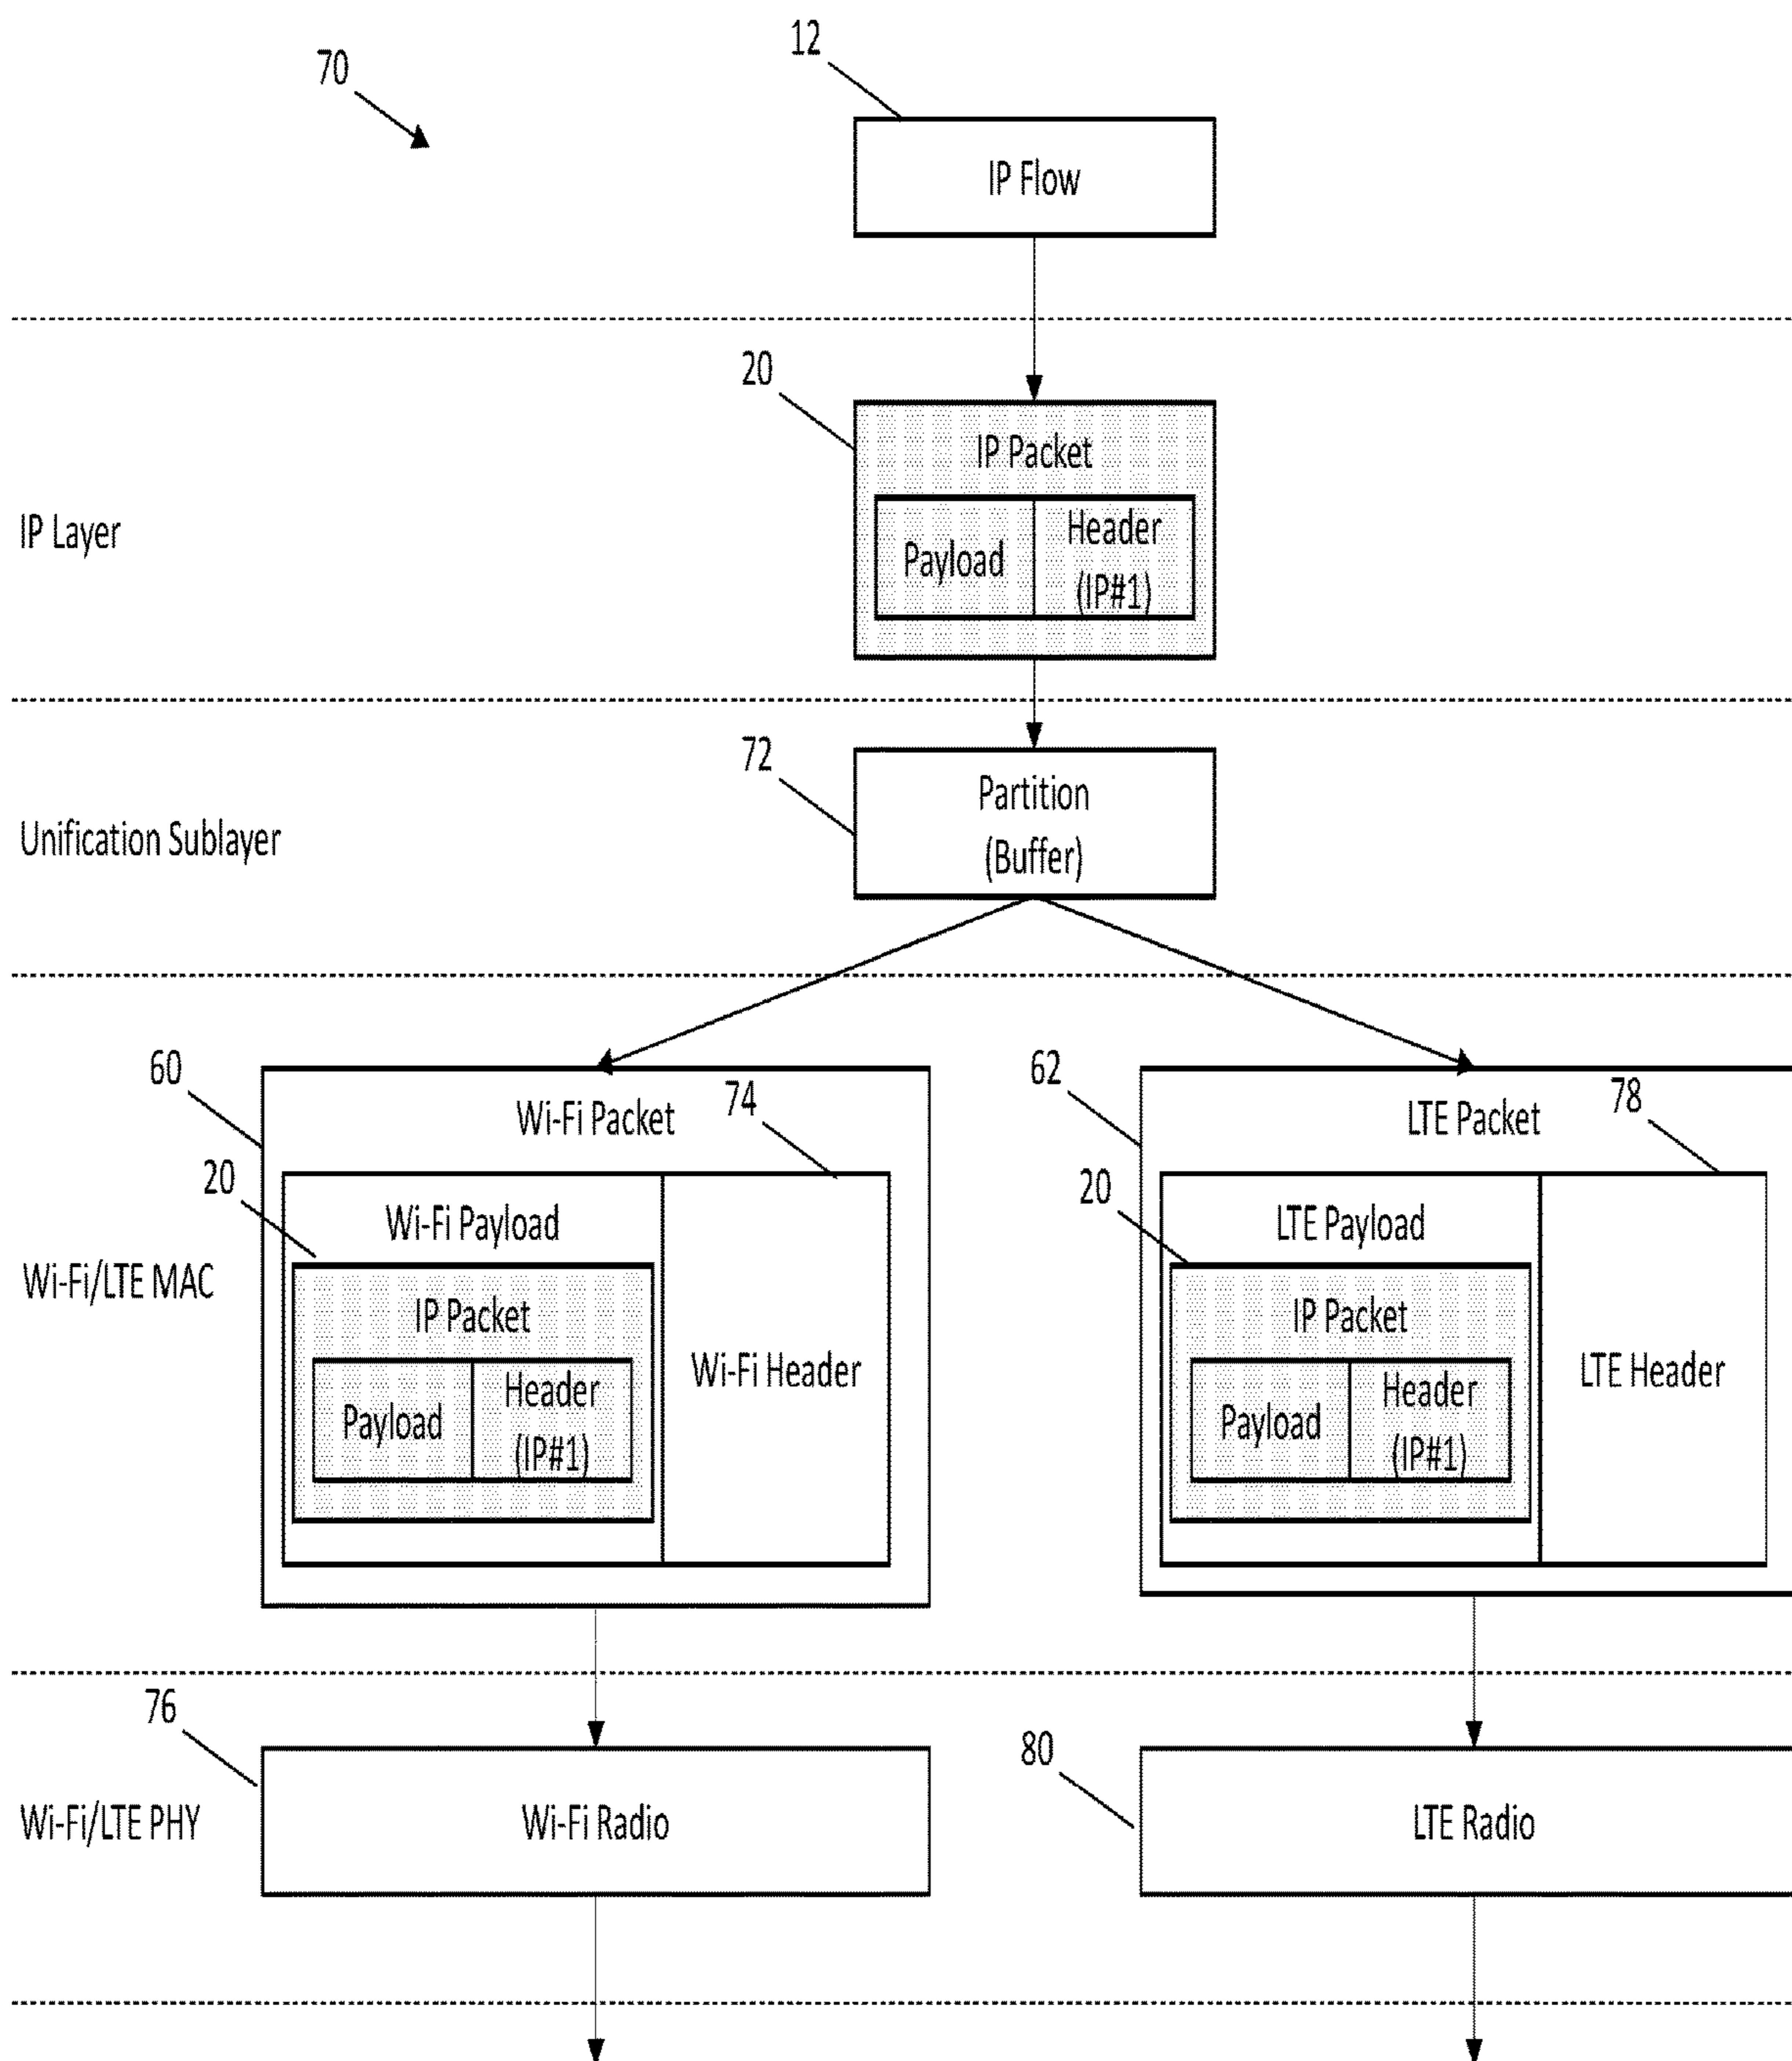 12
70
IP Flow
20
IP Packet
IP Layer
Payload
Header
(IP#1)
72
Partition
(Buffer)
Unification Sublayer
60
Wi-Fi Packet
74
62
LTE Packet
78
20
Wi-Fi Payload
20
LTE Payload
Wi-Fi/LTE MAC
IP Packet
Payload
Header
(IP#1)
Wi-Fi Header
IP Packet
Payload
Header
(IP#1)
LTE Header
76
80
Wi-Fi/LTE PHY
Wi-Fi Radio
LTE Radio